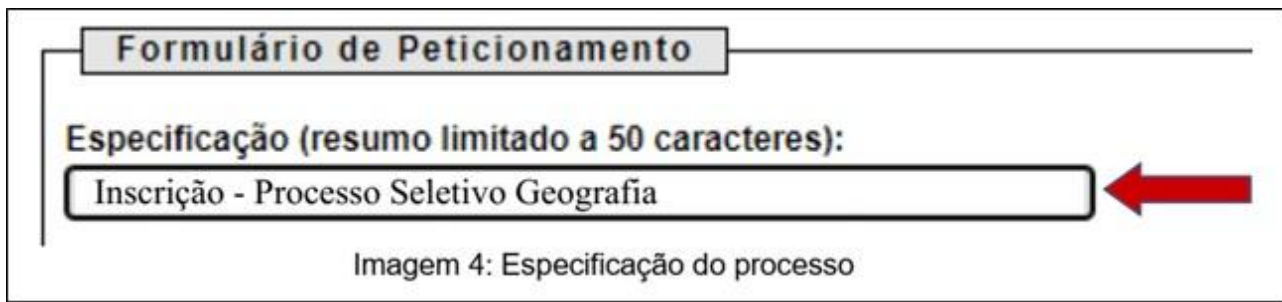 Formulário de Peticionamento
Especificação (resumo limitado a 50 caracteres):
Inscrição - Processo Seletivo Geografia
Imagem 4: Especificação do processo